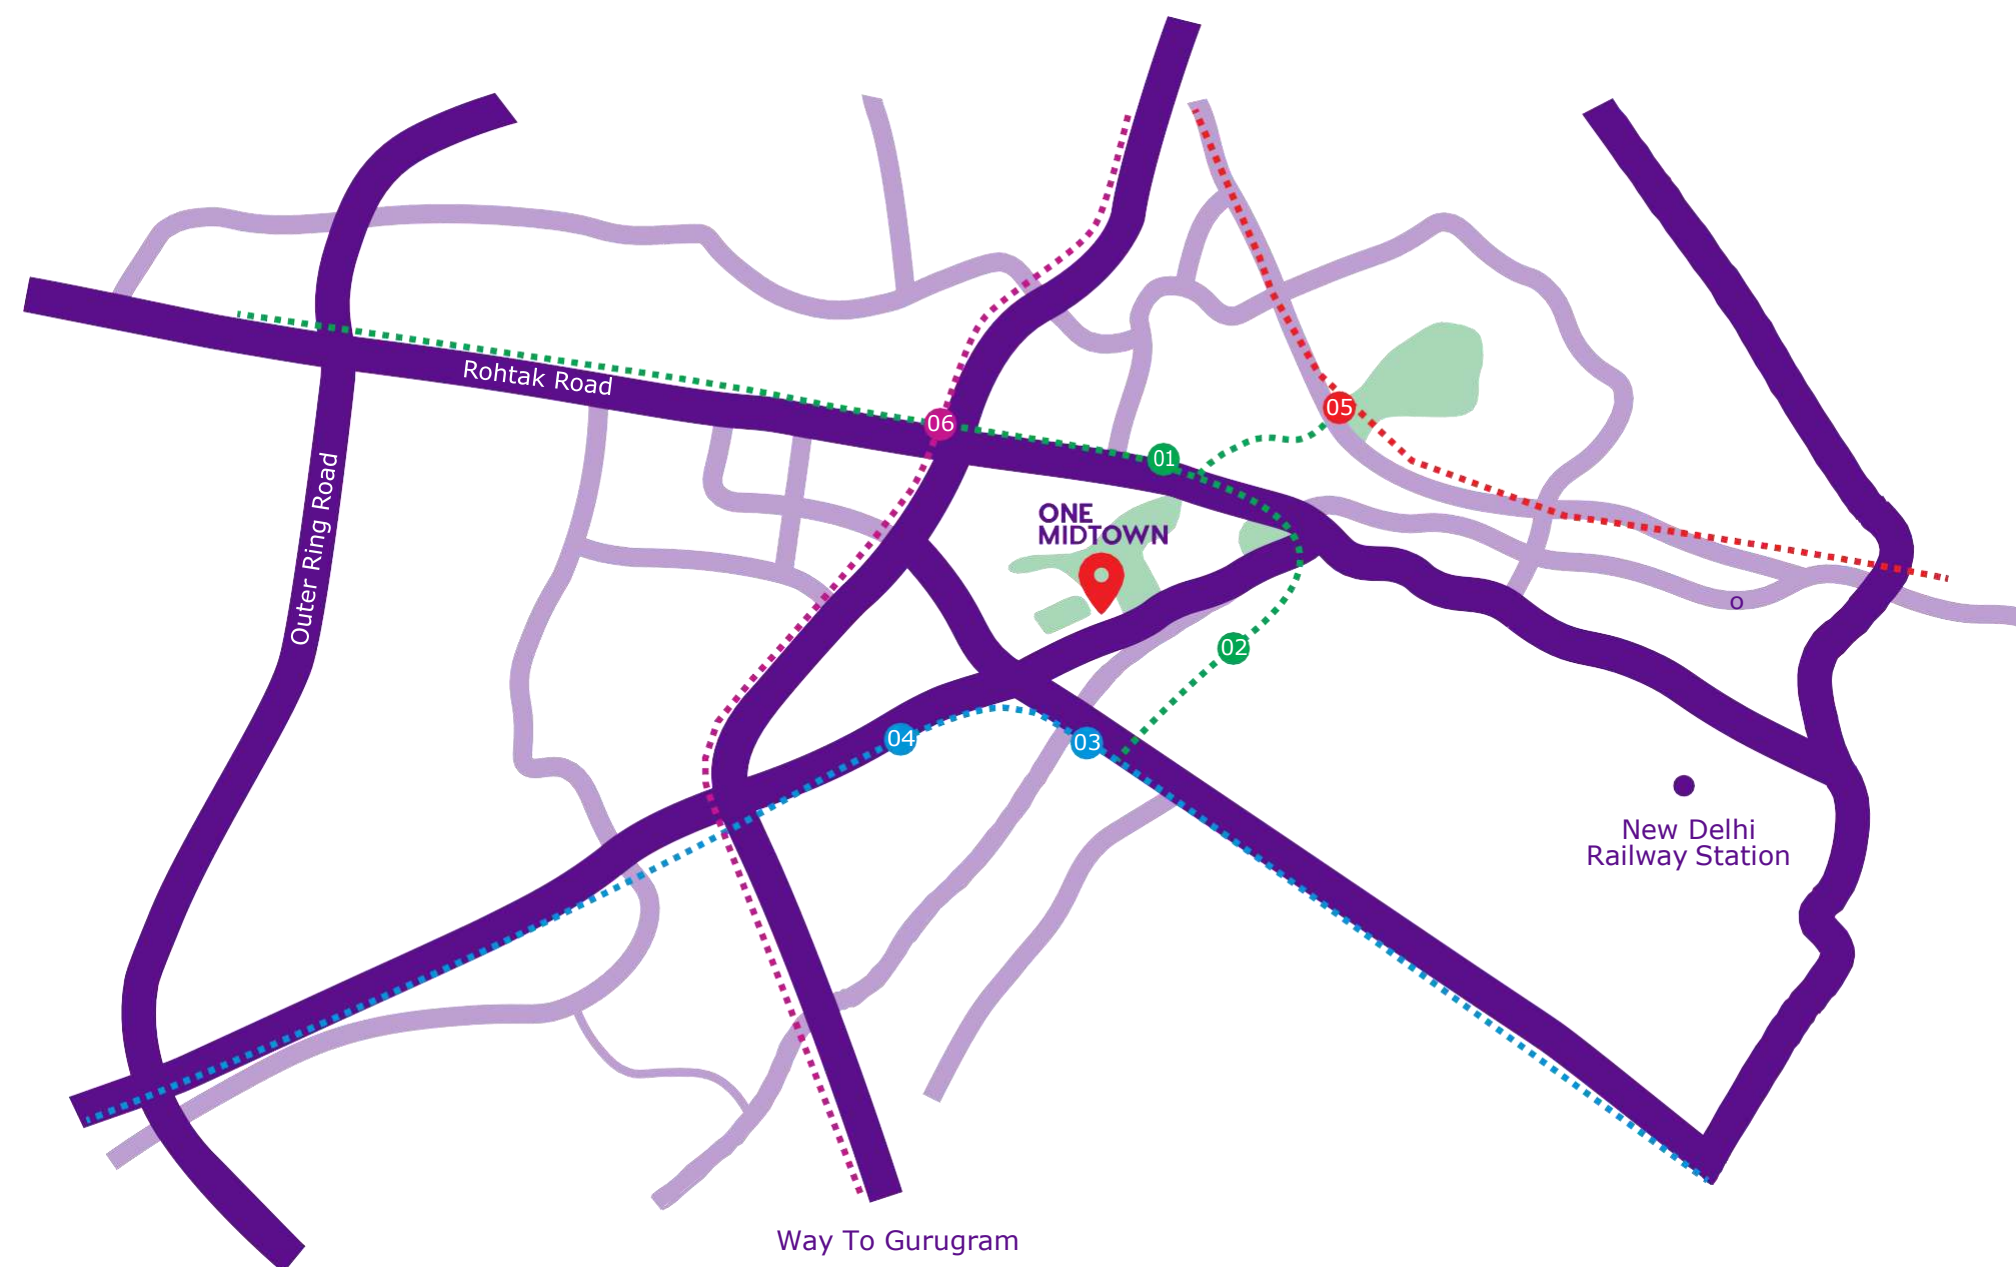 06
05
Rohtak Road
01
ONE
MIDTOWN
Outer Ring Road
o
02
04
03
New Delhi
Railway Station
Way To Gurugram